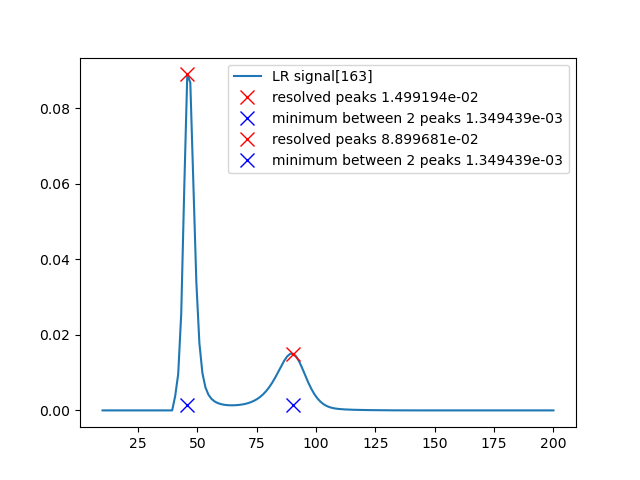 LR signal[163]
resolved peaks 1.499194e-02
minimum between 2 peaks 1.349439e-03
resolved peaks 8.899681e-02
minimum between 2 peaks 1.349439e-03
0.08
0.06
0.04
0.02
0.00
25 50 75 100 125 150 175 200